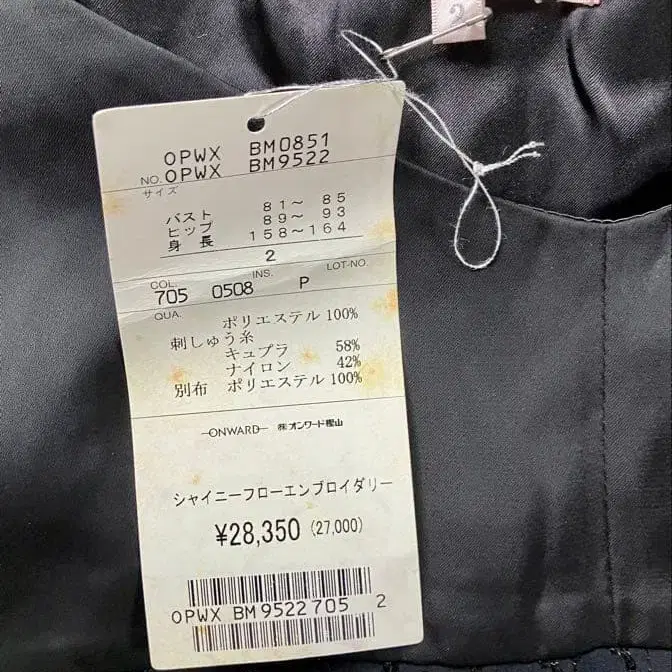 2
OPWX BM0851
NO. OPWX BM9522
サイズ
バスト 81～ 85
ヒップ 89～ 93
身長 158～164
2
COL. INS. LOT-NO.
705 0508 P
QUA.
ポリエステル 100%
刺しゅう糸
キュプラ 58%
ナイロン 42%
別布 ポリエステル 100%
ONWARD ㈱オンワード樫山
シャイニーフローエンブロイダリー
¥28,350 (27,000)
OPWX BM9522705 2